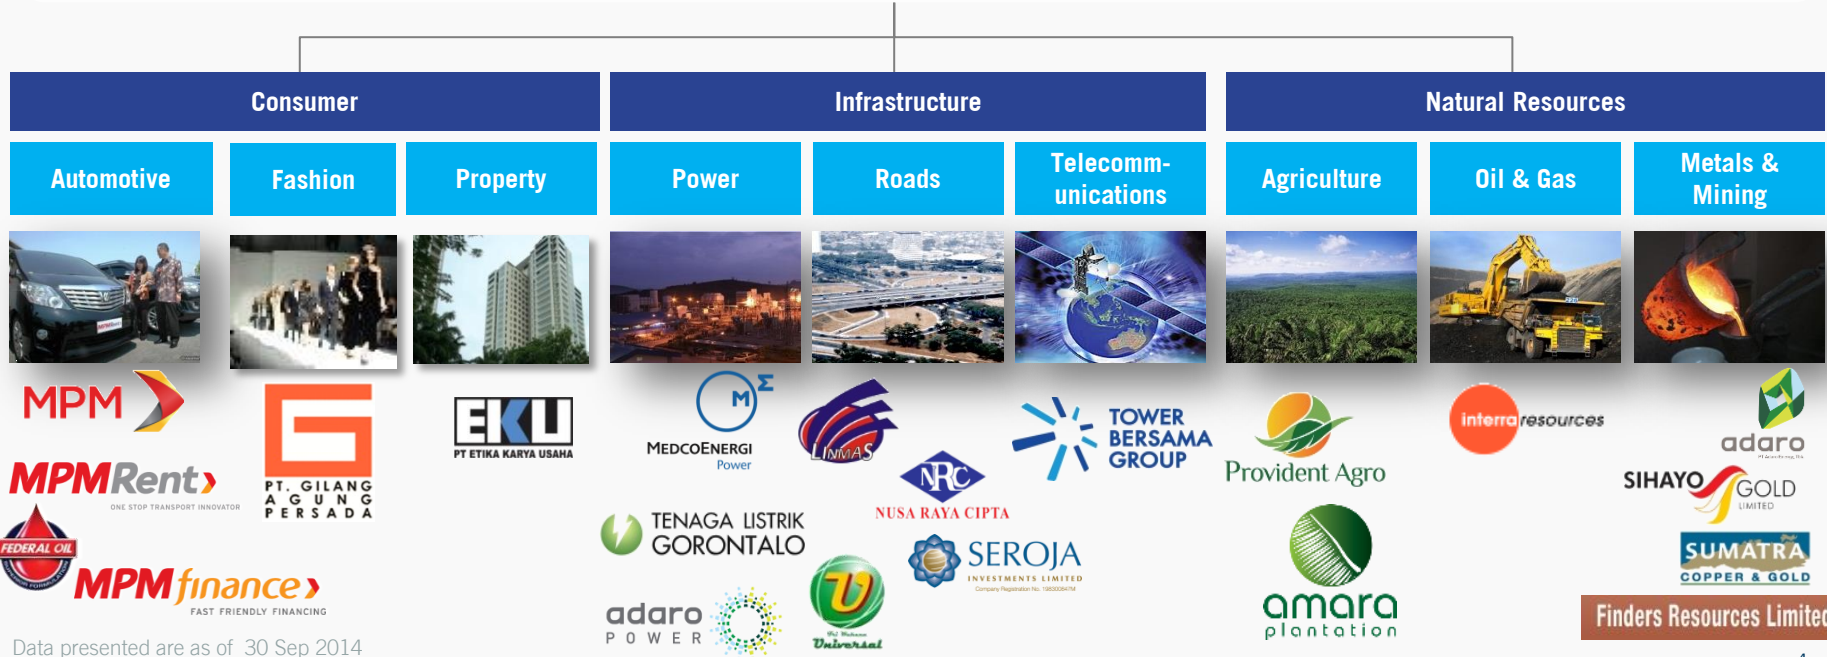 Consumer
Infrastructure
Natural Resources
Automotive
Fashion
Property
Power
Roads
Telecomm-
unications
Agriculture
Oil & Gas
Metals &
Mining
MPM
MPMRent
ONE STOP TRANSPORT INNOVATOR
FEDERAL OIL
MPMfinance
FAST FRIENDLY FINANCING
PT. GILANG
AGUNG
PERSADA
EKU
PT ETIKA KARYA USAHA
MEDCOENERGI
Power
TENAGA LISTRIK
GORONTALO
adaro
POWER
LINMAS
NRC
NUSA RAYA CIPTA
SEROJA
INVESTMENTS LIMITED
Universal
TOWER
BERSAMA
GROUP
Provident Agro
amara
plantation
interra resources
adaro
SIHAYO
GOLD
LIMITED
SUMATRA
COPPER & GOLD
Finders Resources Limited
Data presented are as of 30 Sep 2014